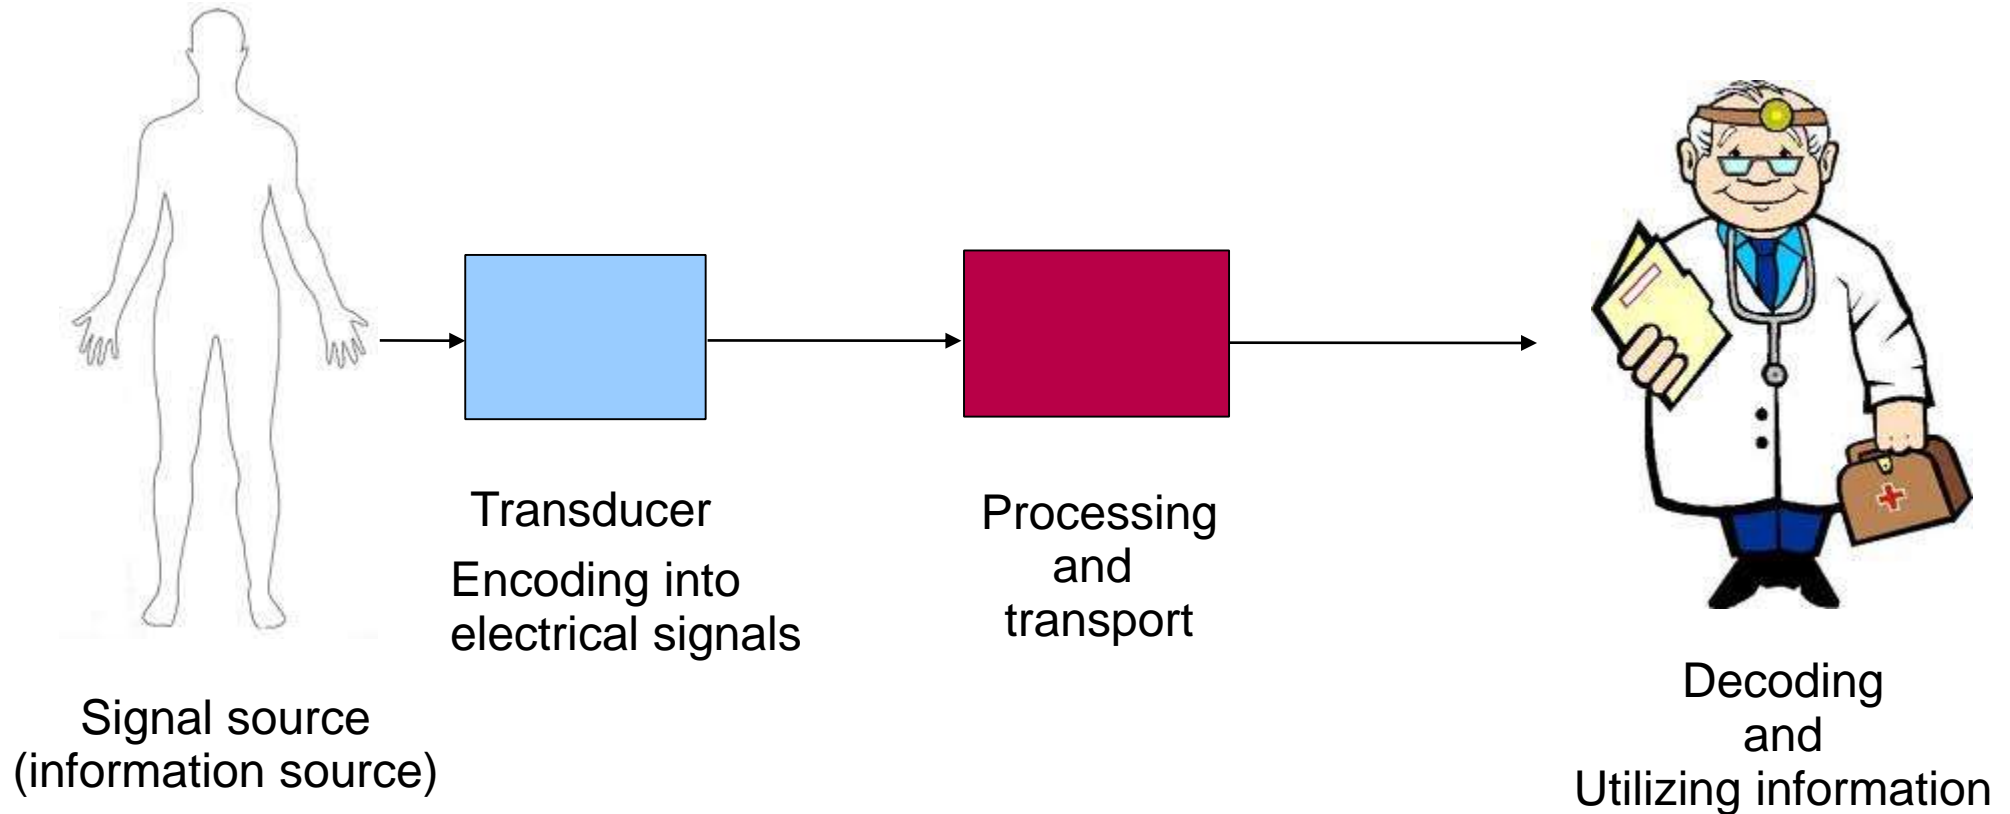 Signal source
(information source)
Transducer
Encoding into
electrical signals
Processing
and
transport
Decoding
and
Utilizing information